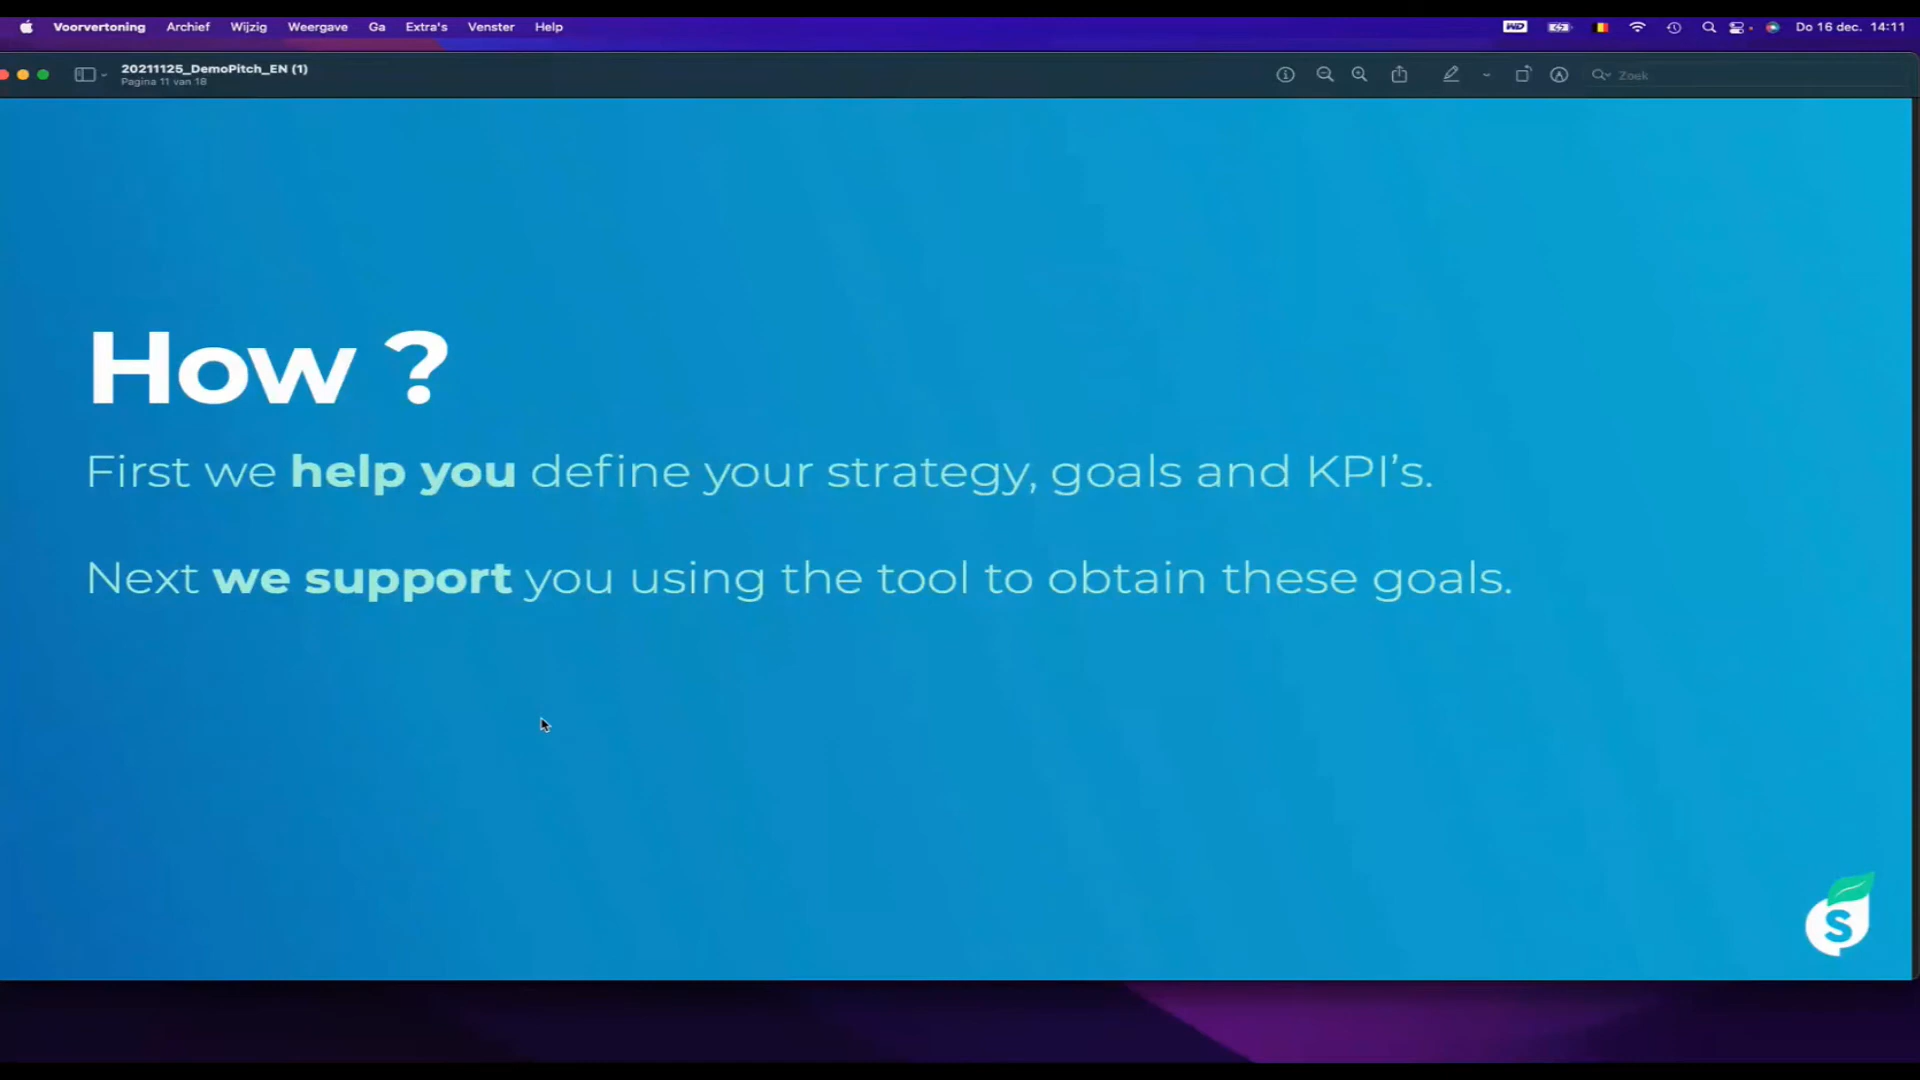 Voorvertoning Archief Wijzig Weergave Ga Extra's Venster Help WD Do 16 dec. 14:11
20211125_DemoPitch_EN (1)
Pagina 11 van 18
Zoek
How ?
First we help you define your strategy, goals and KPI’s.
Next we support you using the tool to obtain these goals.
S